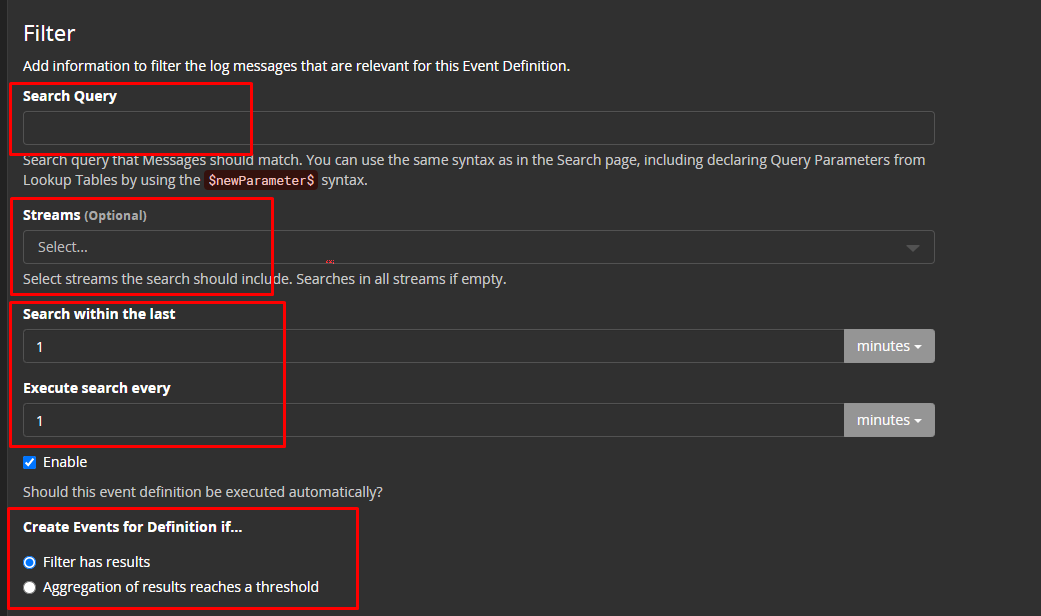 Filter
Add information to filter the log messages that are relevant for this Event Definition.
Search Query
Search query that Messages should match. You can use the same syntax as in the Search page, including declaring Query Parameters from
Lookup Tables by using the $newParameter$ syntax.
Streams (Optional)
Select...
Select streams the search should include. Searches in all streams if empty.
Search within the last
1 minutes
Execute search every
1 minutes
Enable
Should this event definition be executed automatically?
Create Events for Definition if...
Filter has results
Aggregation of results reaches a threshold